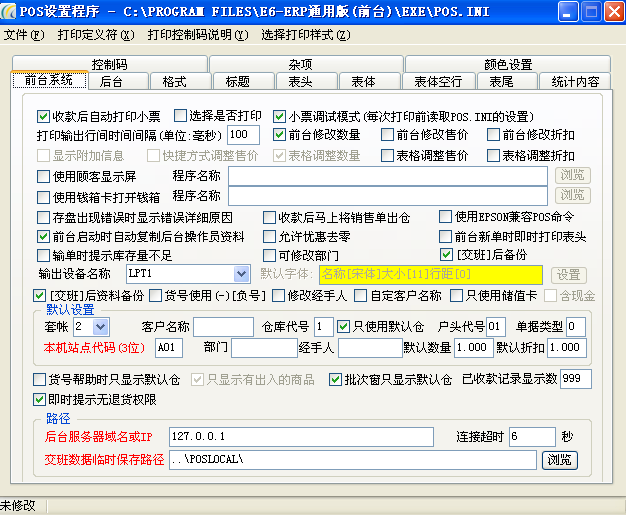 POS设置程序 - C:\PROGRAM FILES\E6-ERP通用版(前台)\EXE\POS.INI
文件(F) 打印定义符(X) 打印控制码说明(Y) 选择打印样式(Z)
控制码 杂项 颜色设置
前台系统 后台 格式 标题 表头 表体 表体空行 表尾 统计内容
收款后自动打印小票 选择是否打印 小票调试模式(每次打印前读取POS.INI的设置)
打印输出行间时间间隔(单位:毫秒) 100 前台修改数量 前台修改售价 前台修改折扣
显示附加信息 快捷方式调整售价 表格调整数量 表格调整售价 表格调整折扣
使用顾客显示屏 程序名称 浏览
使用钱箱卡打开钱箱 程序名称 浏览
存盘出现错误时显示错误详细原因 收款后马上将销售单出仓 使用EPSON兼容POS命令
前台启动时自动复制后台操作员资料 允许优惠去零 前台新单时即时打印表头
输单时提示库存量不足 可修改部门 [交班]后备份
输出设备名称 LPT1 默认字体: 名称[宋体]大小[11]行距[0] 设置
[交班]后资料备份 货号使用(-)[负号] 修改经手人 自定客户名称 只使用储值卡 含现金
默认设置
套帐 2 客户名称 仓库代号 1 只使用默认仓 户头代号 01 单据类型 0
本机站点代码(3位) A01 部门 经手人 默认数量 1.000 默认折扣 1.000
货号帮助时只显示默认仓 只显示有出入的商品 批次窗只显示默认仓 已收款记录显示数 999
即时提示无退货权限
路径
后台服务器域名或IP 127.0.0.1 连接超时 6 秒
交班数据临时保存路径 ..\POSLOCAL\ 浏览
未修改